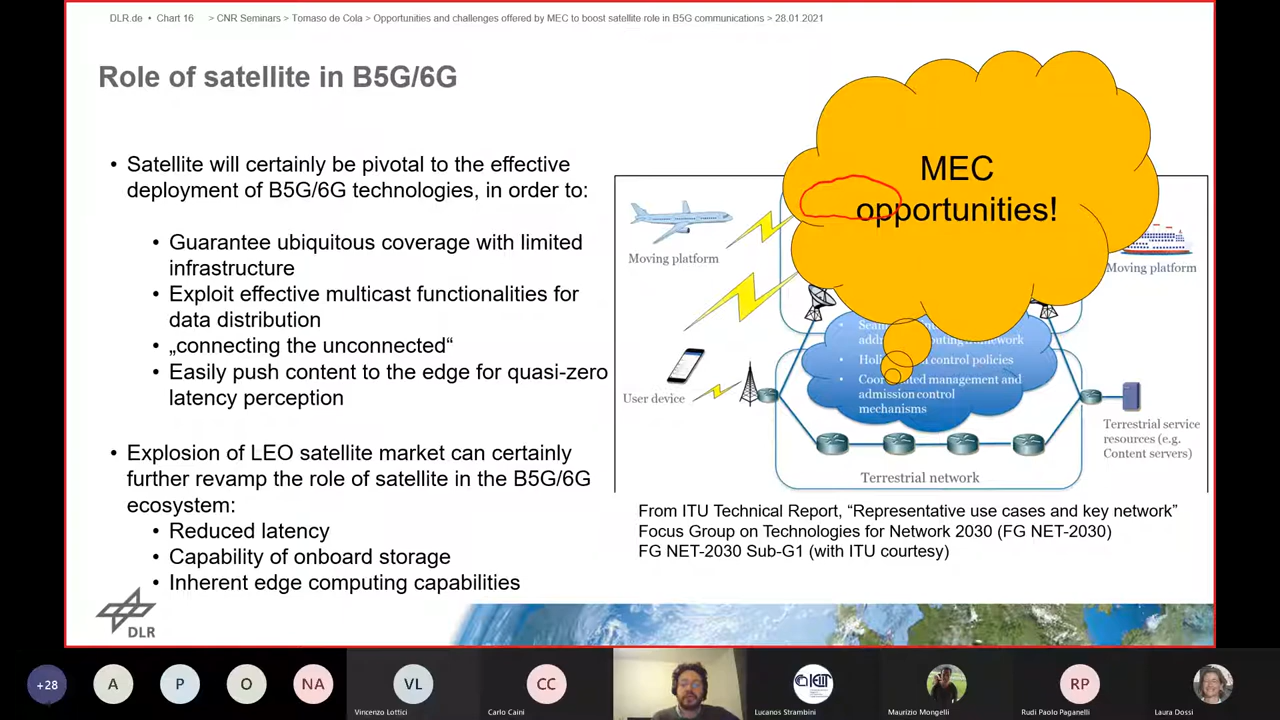 DLR.de • Chart 16 > CNR Seminars > Tomaso de Cola > Opportunities and challenges offered by MEC to boost satellite role in B5G communications > 28.01.2021
Role of satellite in B5G/6G
• Satellite will certainly be pivotal to the effective
deployment of B5G/6G technologies, in order to:
• Guarantee ubiquitous coverage with limited
infrastructure
• Exploit effective multicast functionalities for
data distribution
• „connecting the unconnected“
• Easily push content to the edge for quasi-zero
latency perception
• Explosion of LEO satellite market can certainly
further revamp the role of satellite in the B5G/6G
ecosystem:
• Reduced latency
• Capability of onboard storage
• Inherent edge computing capabilities
MEC
opportunities!
Moving platform
Moving platform
User device
control policies
management and
admission control
mechanisms
Terrestrial service
resources (e.g.
Content servers)
Terrestrial network
From ITU Technical Report, “Representative use cases and key network”
Focus Group on Technologies for Network 2030 (FG NET-2030)
FG NET-2030 Sub-G1 (with ITU courtesy)
DLR
+28
A
P
O
NA
VL
Vincenzo Lottici
CC
Carlo Caini
IEIIT
Lucanos Strambini
Maurizio Mongelli
RP
Rudi Paolo Paganelli
Laura Dossi